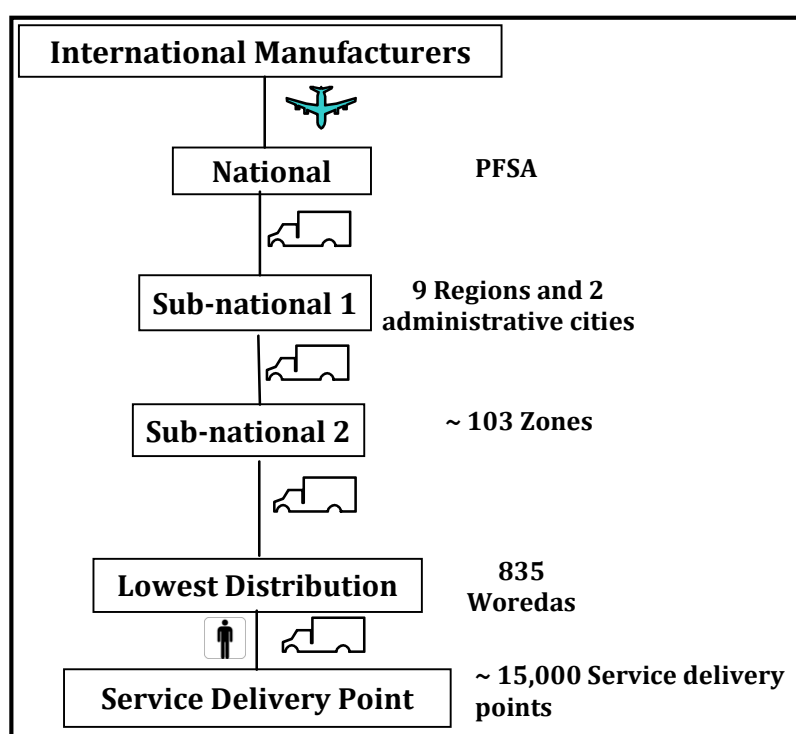 International Manufacturers
National
PFSA
Sub-national 1
9 Regions and 2
administrative cities
Sub-national 2
~ 103 Zones
Lowest Distribution
835
Woredas
Service Delivery Point
~ 15,000 Service delivery
points